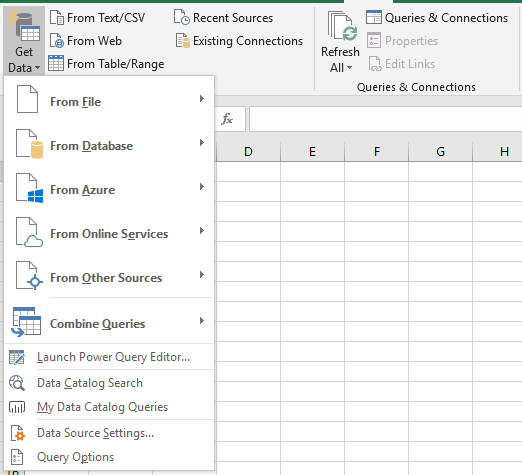 Get Data
From Text/CSV
From Web
From Table/Range
Recent Sources
Existing Connections
Refresh All
Queries & Connections
Properties
Edit Links
Queries & Connections
From File
From Database
From Azure
From Online Services
From Other Sources
Combine Queries
Launch Power Query Editor...
Data Catalog Search
My Data Catalog Queries
Data Source Settings...
Query Options
fx
D E F G H